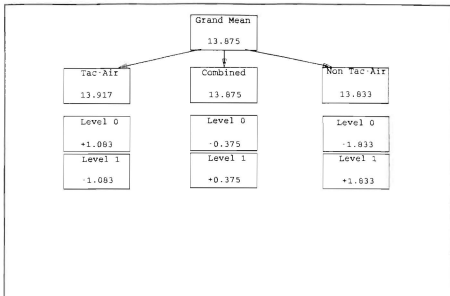 Grand Mean
13.875
Tac-Air Combined Non Tac-Air
13.917 13.875 13.833
Level 0 Level 0 Level 0
+1.083 -0.375 -1.833
Level 1 Level 1 Level 1
-1.083 +0.375 +1.833